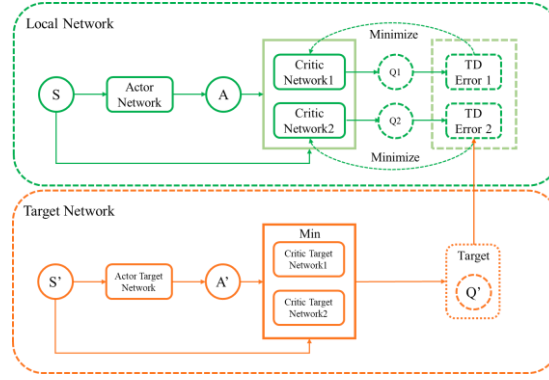 Local Network
Minimize
S
Actor
Network
A
Critic
Network1
Q1
TD
Error 1
Critic
Network2
Q2
TD
Error 2
Minimize
Target Network
Min
S'
Actor Target
Network
A'
Critic Target
Network1
Critic Target
Network2
Target
Q'